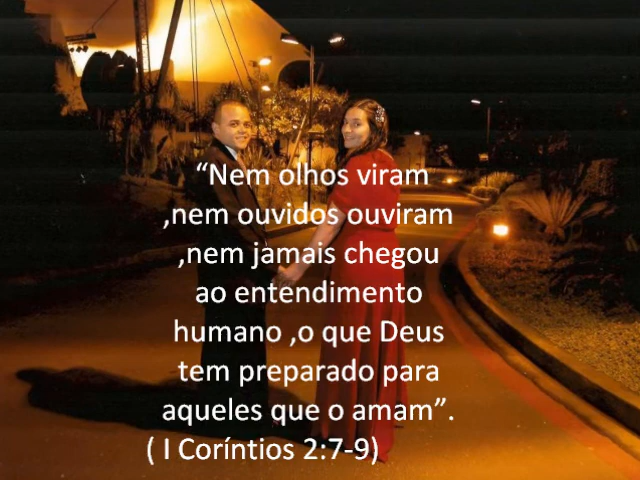 “Nem olhos viram
,nem ouvidos ouviram
,nem jamais chegou
ao entendimento
humano ,o que Deus
tem preparado para
aqueles que o amam”.
( I Coríntios 2:7-9)